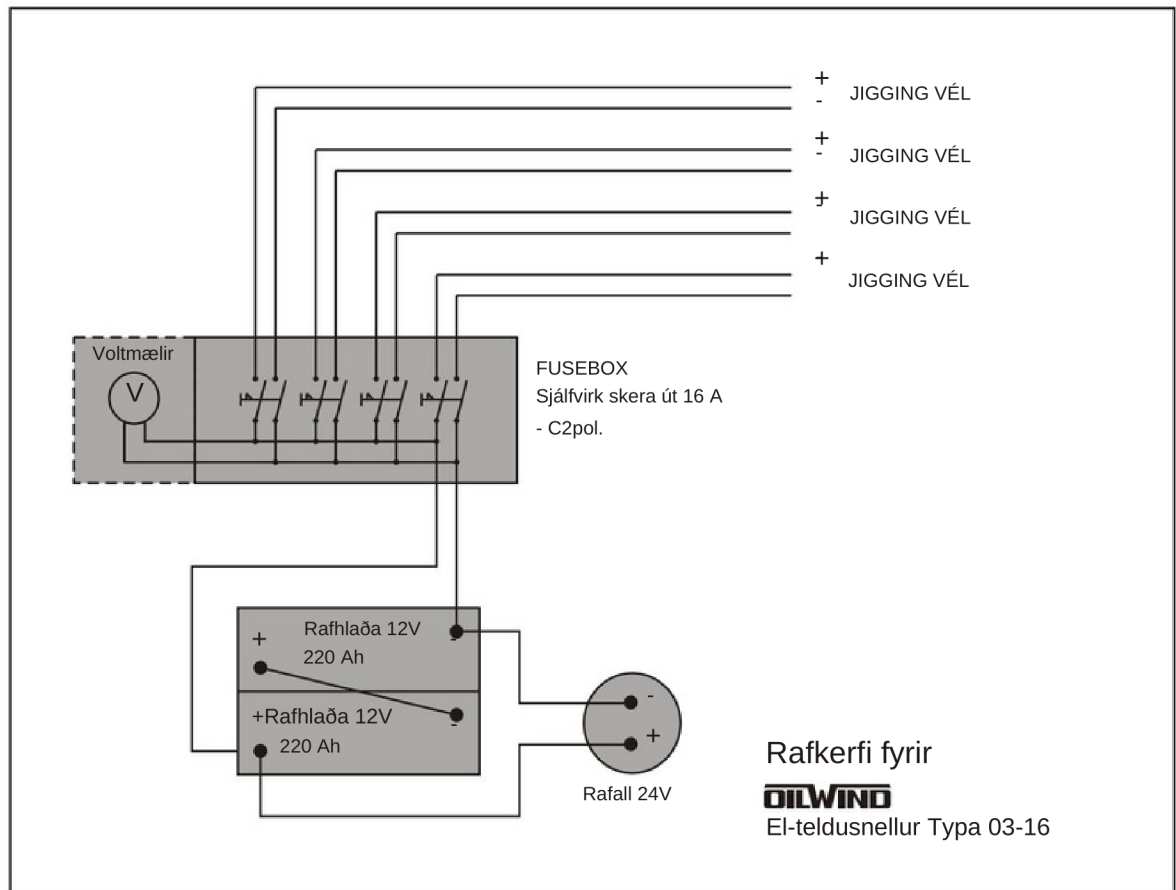 +
- JIGGING VÉL
+
- JIGGING VÉL
+
- JIGGING VÉL
+
JIGGING VÉL
Voltmælir
V
FUSEBOX
Sjálfvirk skera út 16 A
- C2pol.
+ Rafhlaða 12V -
220 Ah
+Rafhlaða 12V -
220 Ah
-
+
Rafall 24V
Rafkerfi fyrir
OILWIND
El-teldusnellur Typa 03-16